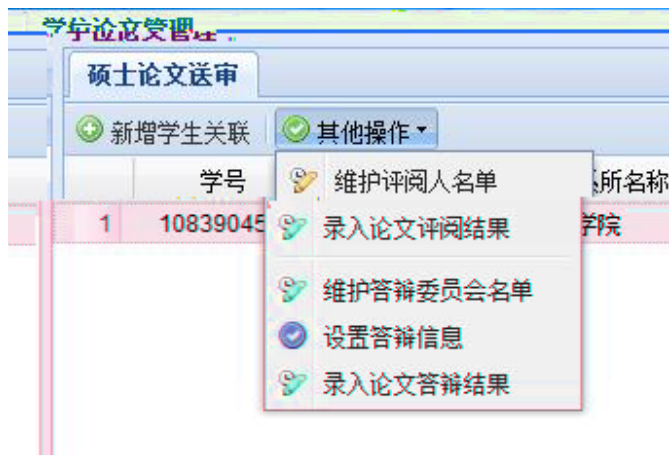 学位论文管理
硕士论文送审
新增学生关联 其他操作
学号 所名称
维护评阅人名单
1 10839045 学院
录入论文评阅结果
维护答辩委员会名单
设置答辩信息
录入论文答辩结果